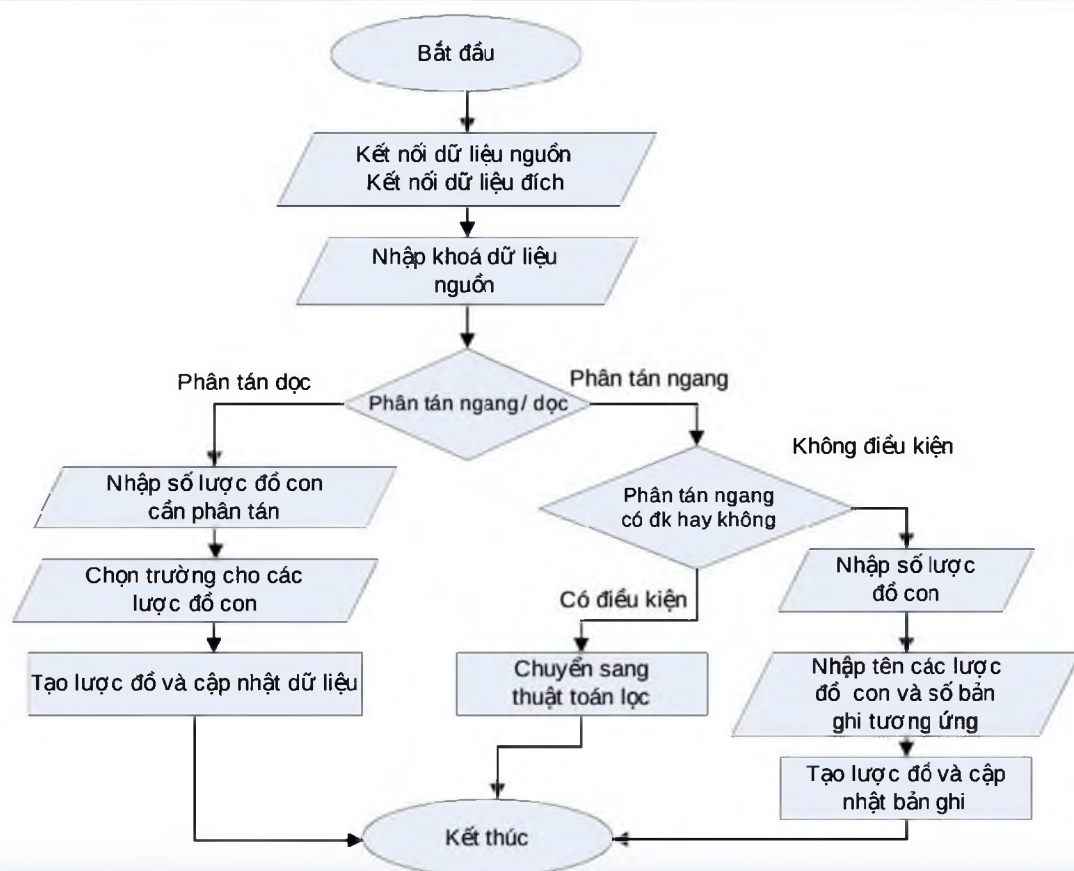 Bắt đầu
Kết nối dữ liệu nguồn
Kết nối dữ liệu đích
Nhập khoá dữ liệu
nguồn
Phân tán dọc
Phân tán ngang
Phân tán ngang/ dọc
Không điều kiện
Nhập số lược đồ con
cần phân tán
Phân tán ngang
có đk hay không
Chọn trường cho các
lược đồ con
Nhập số lược
đồ con
Có điều kiện
Tạo lược đồ và cập nhật dữ liệu
Chuyển sang
thuật toán lọc
Nhập tên các lược
đồ con và số bản
ghi tương ứng
Tạo lược đồ và cập
nhật bản ghi
Kết thúc